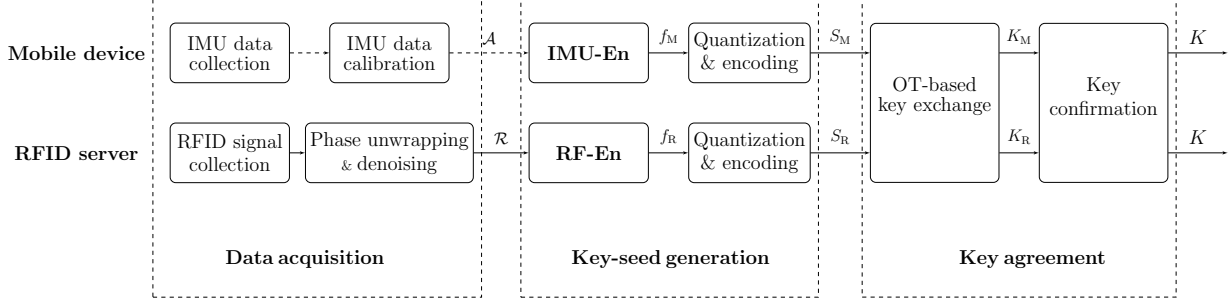 Mobile device
IMU data
collection
IMU data
calibration
𝒜
IMU-En
f_M
Quantization
& encoding
S_M
OT-based
key exchange
K_M
Key
confirmation
K
RFID server
RFID signal
collection
Phase unwrapping
& denoising
ℛ
RF-En
f_R
Quantization
& encoding
S_R
K_R
K
Data acquisition
Key-seed generation
Key agreement